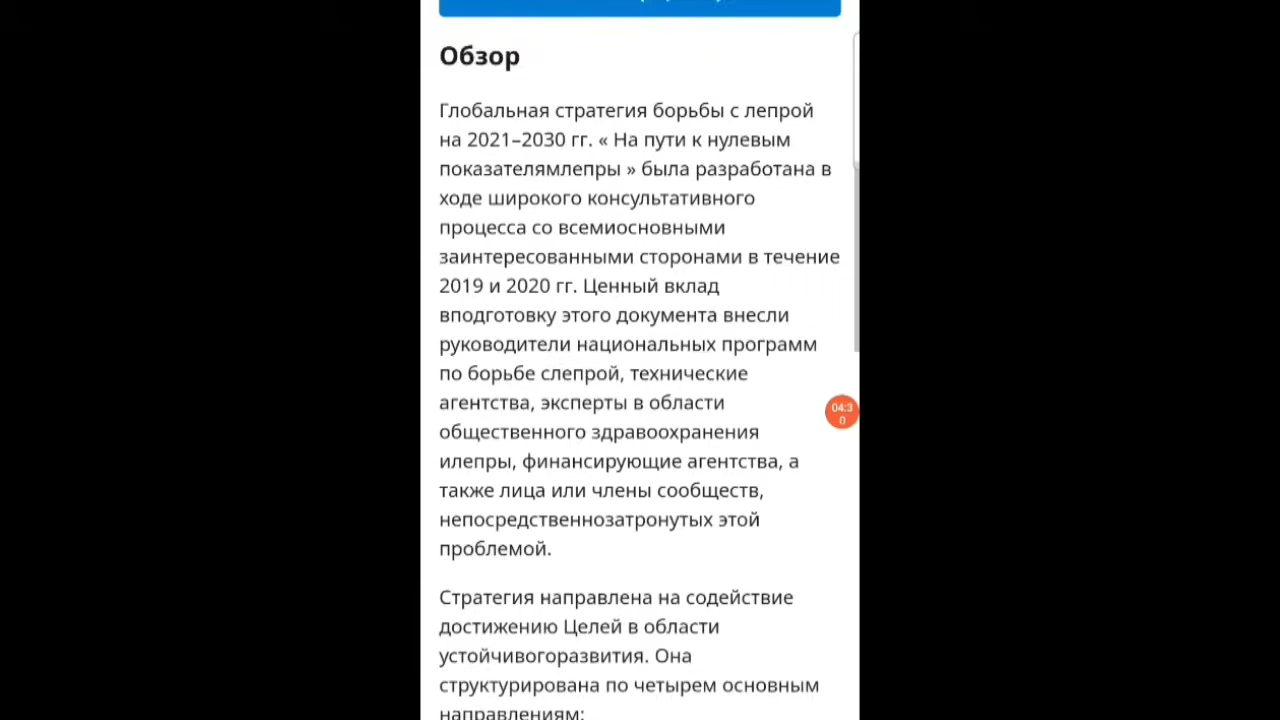 Обзор
Глобальная стратегия борьбы с лепрой
на 2021–2030 гг. « На пути к нулевым
показателямлепры » была разработана в
ходе широкого консультативного
процесса со всемиосновными
заинтересованными сторонами в течение
2019 и 2020 гг. Ценный вклад
вподготовку этого документа внесли
руководители национальных программ
по борьбе слепрой, технические
агентства, эксперты в области
общественного здравоохранения
илепры, финансирующие агентства, а
также лица или члены сообществ,
непосредственнозатронутых этой
проблемой.
04:3
0
Стратегия направлена на содействие
достижению Целей в области
устойчивогоразвития. Она
структурирована по четырем основным
направлениям: